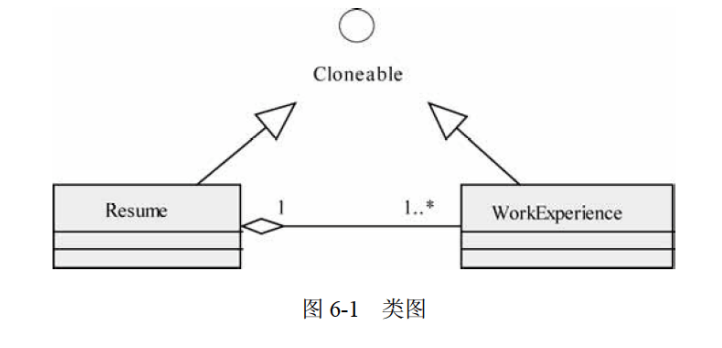 Cloneable
Resume
1
1..*
WorkExperience
图 6-1 类图